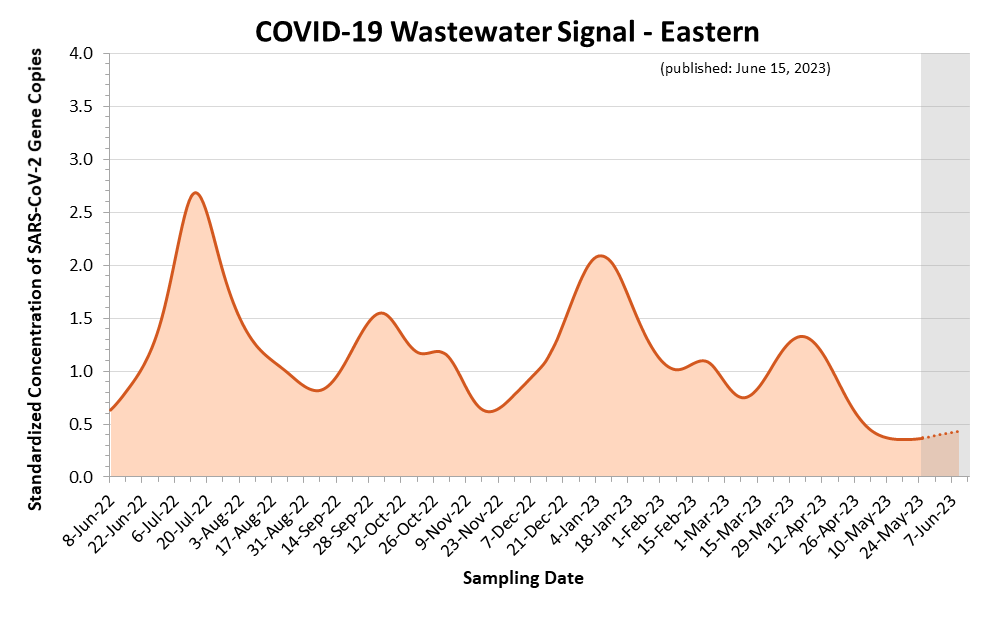 COVID-19 Wastewater Signal - Eastern
(published: June 15, 2023)
Standardized Concentration of SARS-CoV-2 Gene Copies
4.0
3.5
3.0
2.5
2.0
1.5
1.0
0.5
0.0
8-Jun-22
22-Jun-22
6-Jul-22
20-Jul-22
3-Aug-22
17-Aug-22
31-Aug-22
14-Sep-22
28-Sep-22
12-Oct-22
26-Oct-22
9-Nov-22
23-Nov-22
7-Dec-22
21-Dec-22
4-Jan-23
18-Jan-23
1-Feb-23
15-Feb-23
1-Mar-23
15-Mar-23
29-Mar-23
12-Apr-23
26-Apr-23
10-May-23
24-May-23
7-Jun-23
Sampling Date